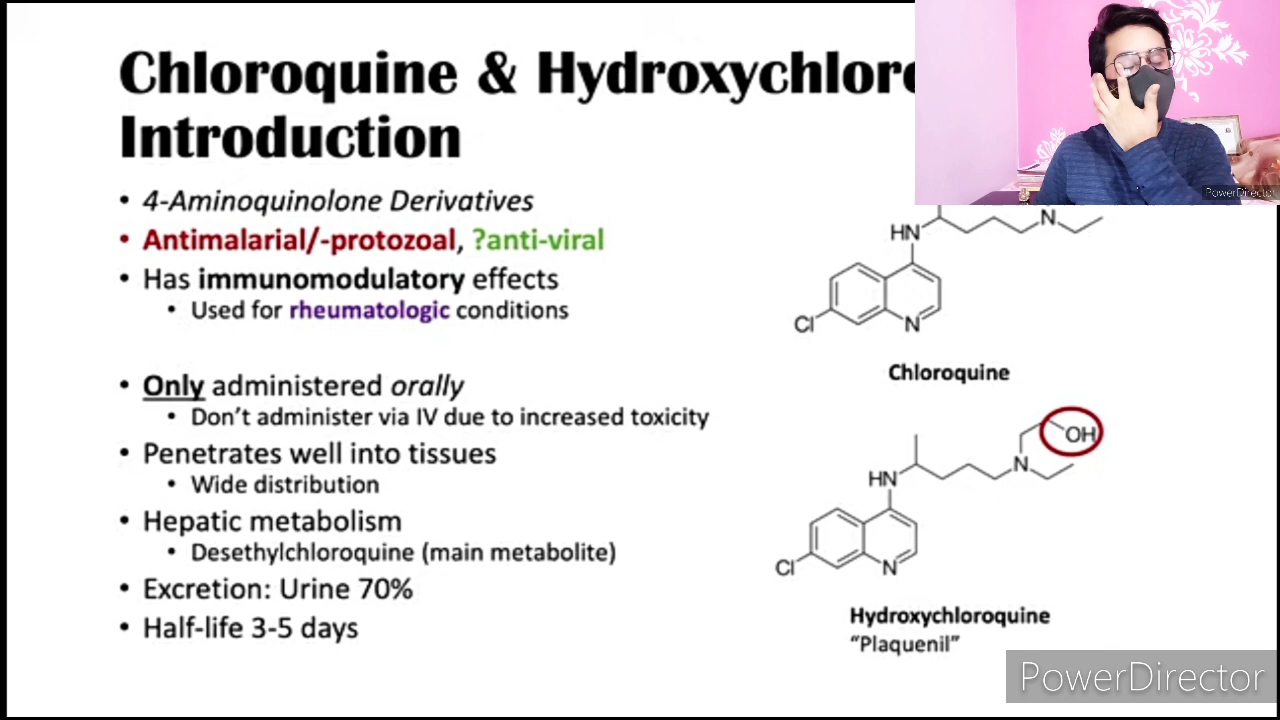 Chloroquine & Hydroxychloro
Introduction
• 4-Aminoquinolone Derivatives
• Antimalarial/-protozoal, ?anti-viral
• Has immunomodulatory effects
• Used for rheumatologic conditions
• Only administered orally
• Don't administer via IV due to increased toxicity
• Penetrates well into tissues
• Wide distribution
• Hepatic metabolism
• Desethylchloroquine (main metabolite)
• Excretion: Urine 70%
• Half-life 3-5 days
HN
N
Cl
N
Chloroquine
OH
N
HN
Cl
N
Hydroxychloroquine
"Plaquenil"
PowerDirector
PowerDirector